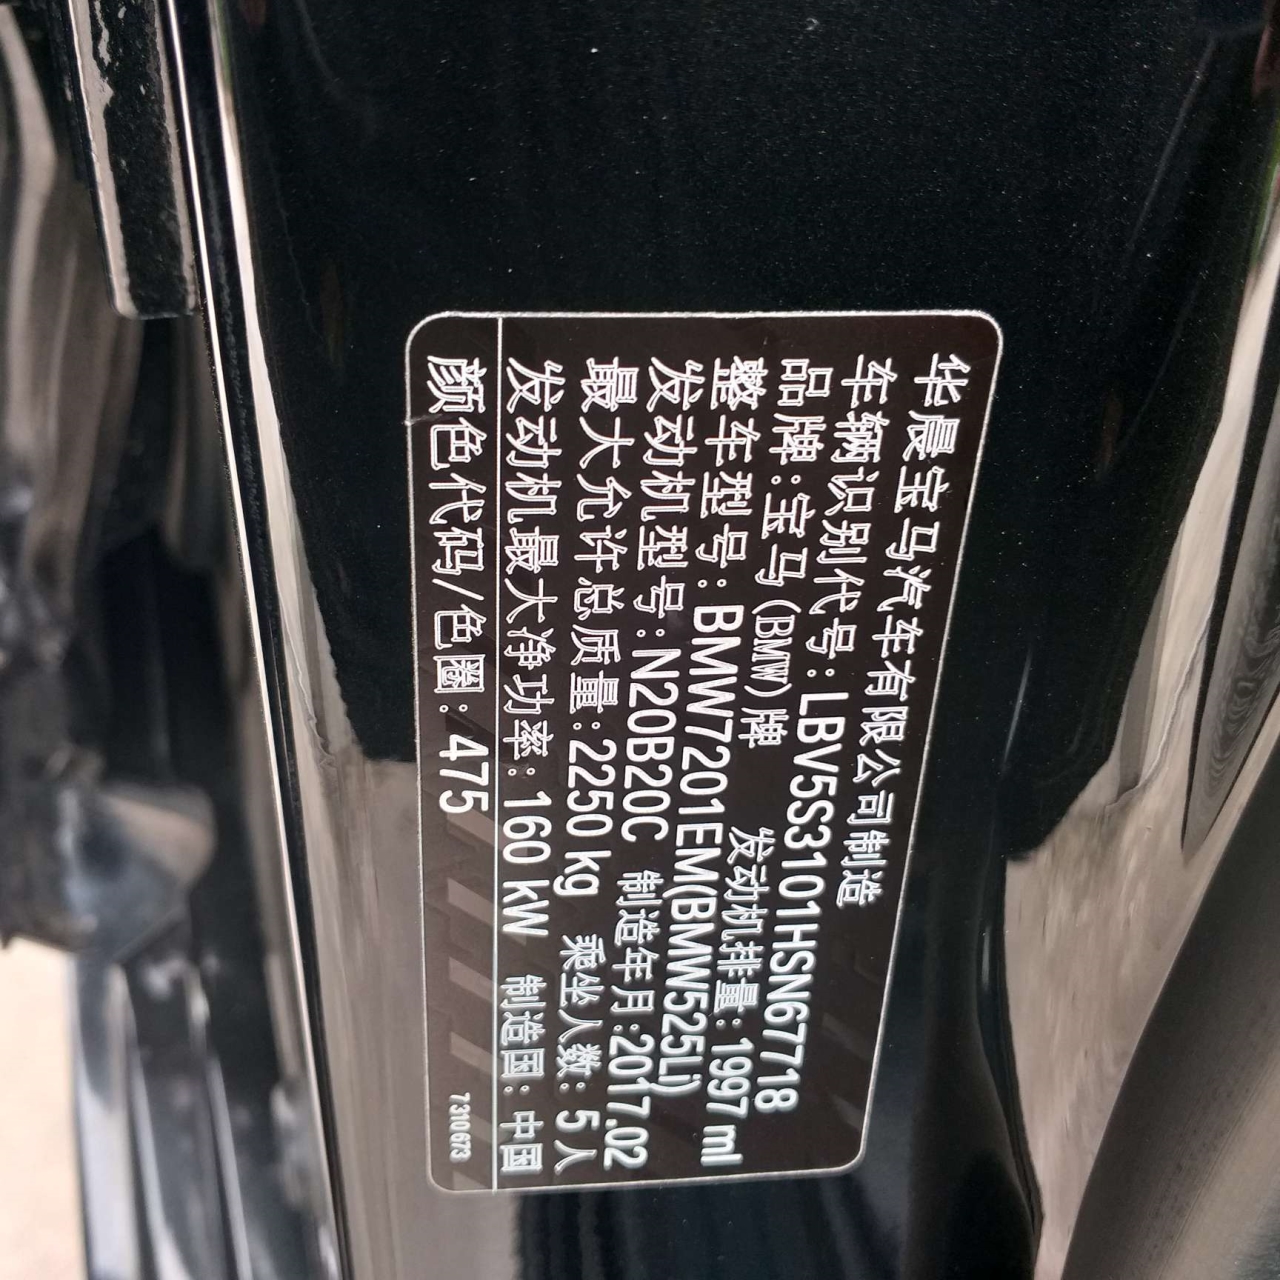 华晨宝马汽车有限公司制造
车辆识别代号:LBV5S3101HSN67718
品牌:宝马(BMW)牌 发动机排量:1997 ml
整车型号:BMW7201EM(BMW525Li)
发动机型号:N20B20C 制造年月:2017.02
最大允许总质量:2250 kg 乘坐人数:5人
发动机最大净功率:160 kW 制造国:中国
颜色代码/色圈:475
7310673